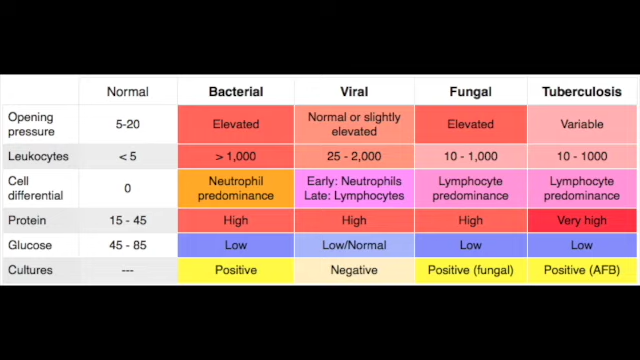 Normal Bacterial Viral Fungal Tuberculosis
Opening pressure 5-20 Elevated Normal or slightly elevated Elevated Variable
Leukocytes < 5 > 1,000 25 - 2,000 10 - 1,000 10 - 1000
Cell differential 0 Neutrophil predominance Early: Neutrophils Late: Lymphocytes Lymphocyte predominance Lymphocyte predominance
Protein 15 - 45 High High High Very high
Glucose 45 - 85 Low Low/Normal Low Low
Cultures --- Positive Negative Positive (fungal) Positive (AFB)